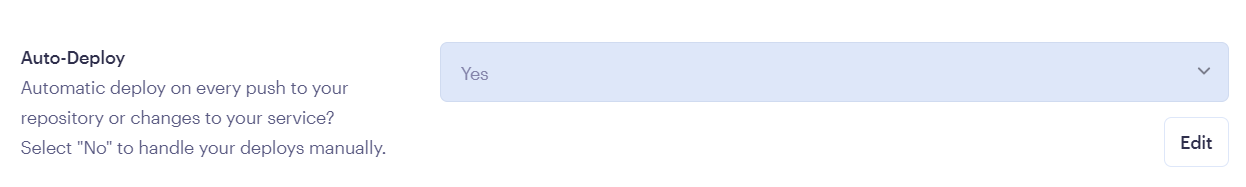 Auto-Deploy
Automatic deploy on every push to your
repository or changes to your service?
Select "No" to handle your deploys manually.
Yes
Edit